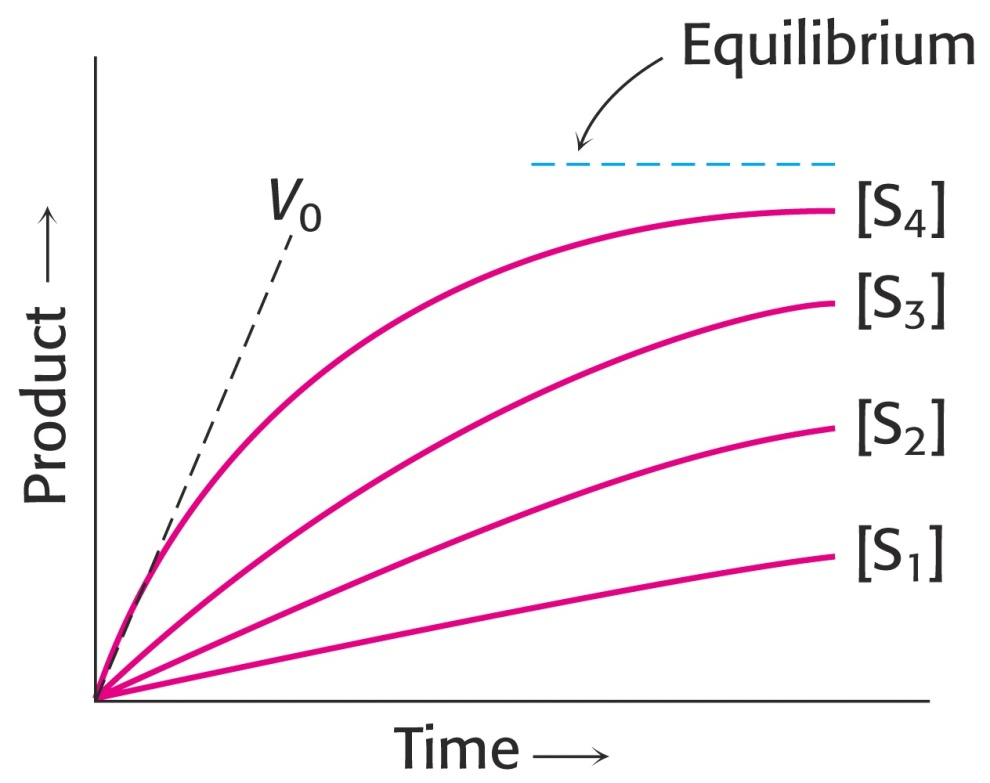 Equilibrium
V₀
[S₄]
[S₃]
[S₂]
[S₁]
Product
Time